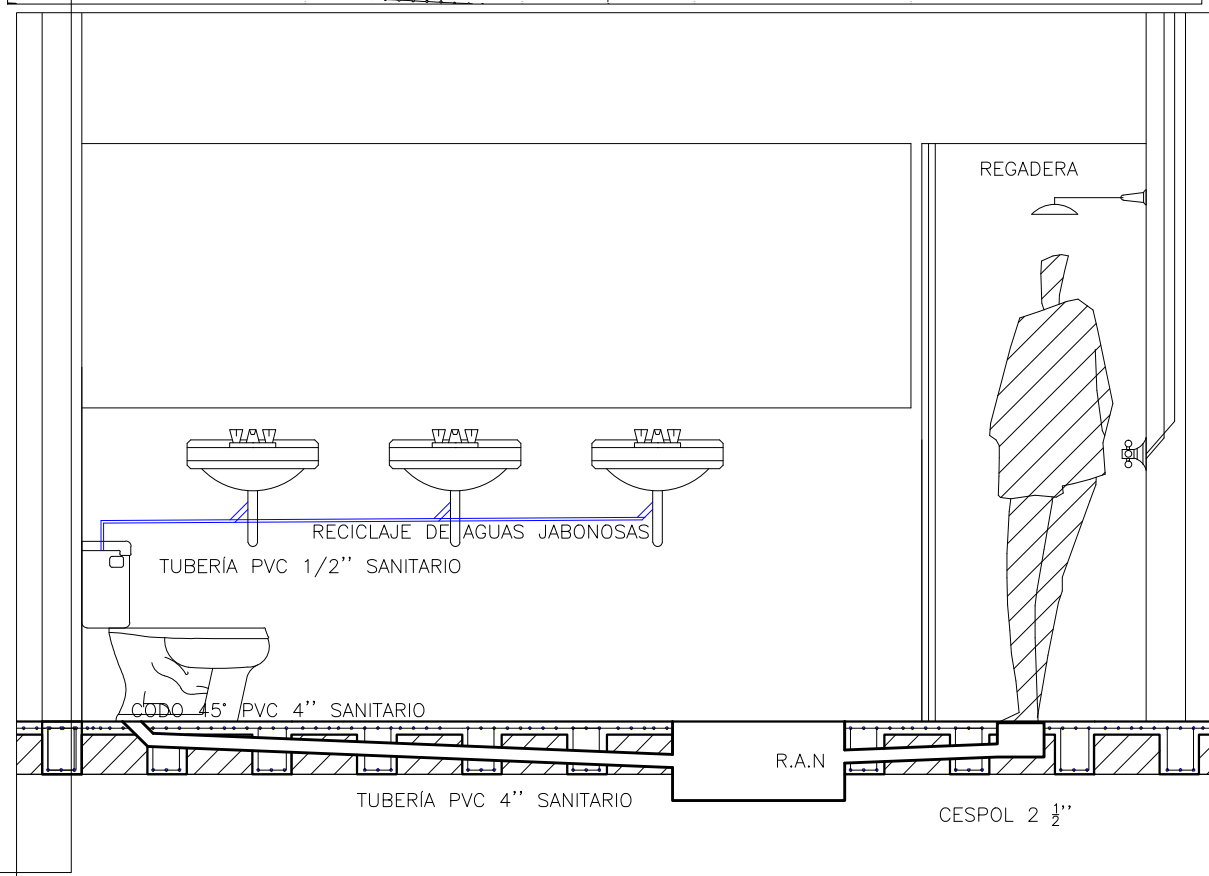 REGADERA
RECICLAJE DE AGUAS JABONOSAS
TUBERÍA PVC 1/2'' SANITARIO
CODO 45° PVC 4'' SANITARIO
R.A.N
TUBERÍA PVC 4'' SANITARIO
CESPOL 2 1/2''